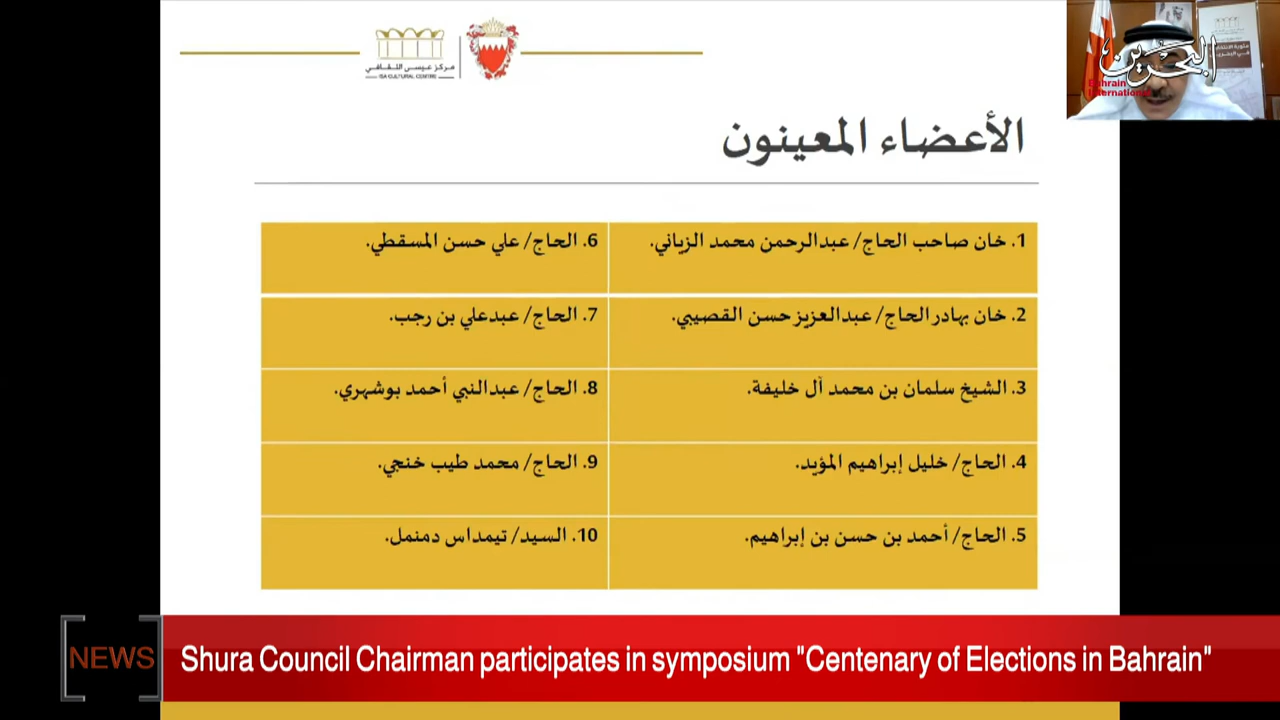 مركز عيسى الثقافي
ISA CULTURAL CENTRE
البحرين
Bahrain
International
الأعضاء المعينون
1. خان صاحب الحاج/ عبدالرحمن محمد الزياني.
6. الحاج/ علي حسن المسقطي.
2. خان بهادر الحاج/ عبدالعزيز حسن القصيبي.
7. الحاج/ عبدعلي بن رجب.
3. الشيخ سلمان بن محمد آل خليفة.
8. الحاج/ عبدالنبي أحمد بوشهري.
4. الحاج/ خليل إبراهيم المؤيد.
9. الحاج/ محمد طيب خنجي.
5. الحاج/ أحمد بن حسن بن إبراهيم.
10. السيد/ تيمداس دمنمل.
NEWS
Shura Council Chairman participates in symposium "Centenary of Elections in Bahrain"